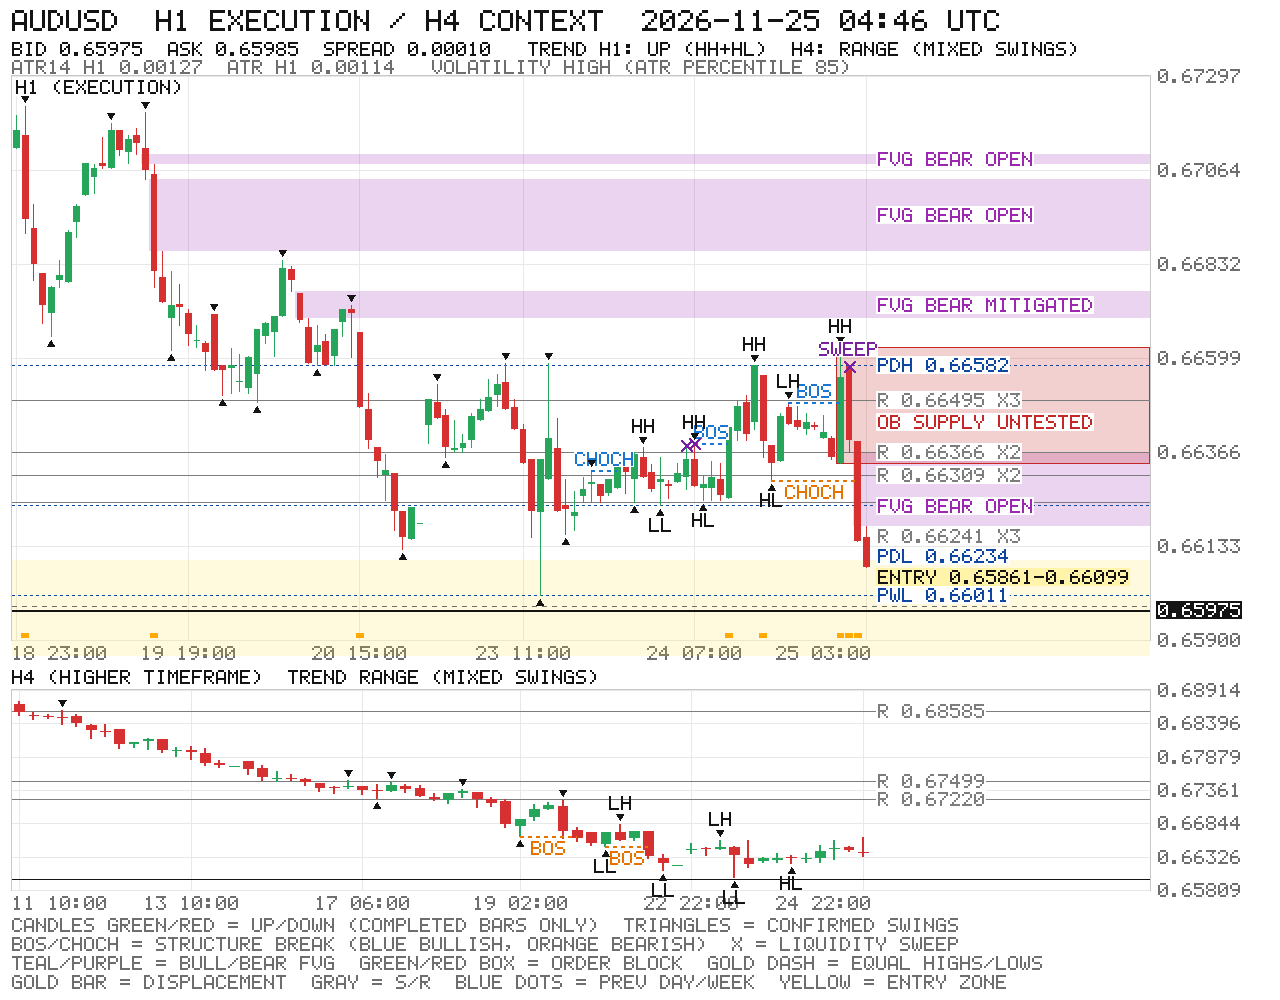 AUDUSD  H1 EXECUTION / H4 CONTEXT  2026-11-25 04:46 UTC
BID 0.65975  ASK 0.65985  SPREAD 0.00010   TREND H1: UP (HH+HL)  H4: RANGE (MIXED SWINGS)
ATR14 H1 0.00127  ATR H1 0.00114   VOLATILITY HIGH (ATR PERCENTILE 85)
H1 (EXECUTION)
0.67297
FVG BEAR OPEN
0.67064
FVG BEAR OPEN
0.66832
FVG BEAR MITIGATED
HH
HH
SWEEP
0.66599
PDH 0.66582
LH
BOS
R 0.66495 X3
HH
HH
BOS
OB SUPPLY UNTESTED
R 0.66366 X2
0.66366
CHOCH
R 0.66309 X2
CHOCH
HL
FVG BEAR OPEN
LL
HL
R 0.66241 X3
0.66133
PDL 0.66234
ENTRY 0.65861-0.66099
PWL 0.66011
0.65975
0.65900
18 23:00
19 19:00
20 15:00
23 11:00
24 07:00
25 03:00
H4 (HIGHER TIMEFRAME)  TREND RANGE (MIXED SWINGS)
0.68914
R 0.68585
0.68396
0.67879
R 0.67499
0.67361
R 0.67220
LH
LH
0.66844
BOS
BOS
0.66326
LL
LL
HL
LL
0.65809
11 10:00
13 10:00
17 06:00
19 02:00
22 22:00
24 22:00
CANDLES GREEN/RED = UP/DOWN (COMPLETED BARS ONLY)  TRIANGLES = CONFIRMED SWINGS
BOS/CHOCH = STRUCTURE BREAK (BLUE BULLISH, ORANGE BEARISH)  X = LIQUIDITY SWEEP
TEAL/PURPLE = BULL/BEAR FVG  GREEN/RED BOX = ORDER BLOCK  GOLD DASH = EQUAL HIGHS/LOWS
GOLD BAR = DISPLACEMENT  GRAY = S/R  BLUE DOTS = PREV DAY/WEEK  YELLOW = ENTRY ZONE